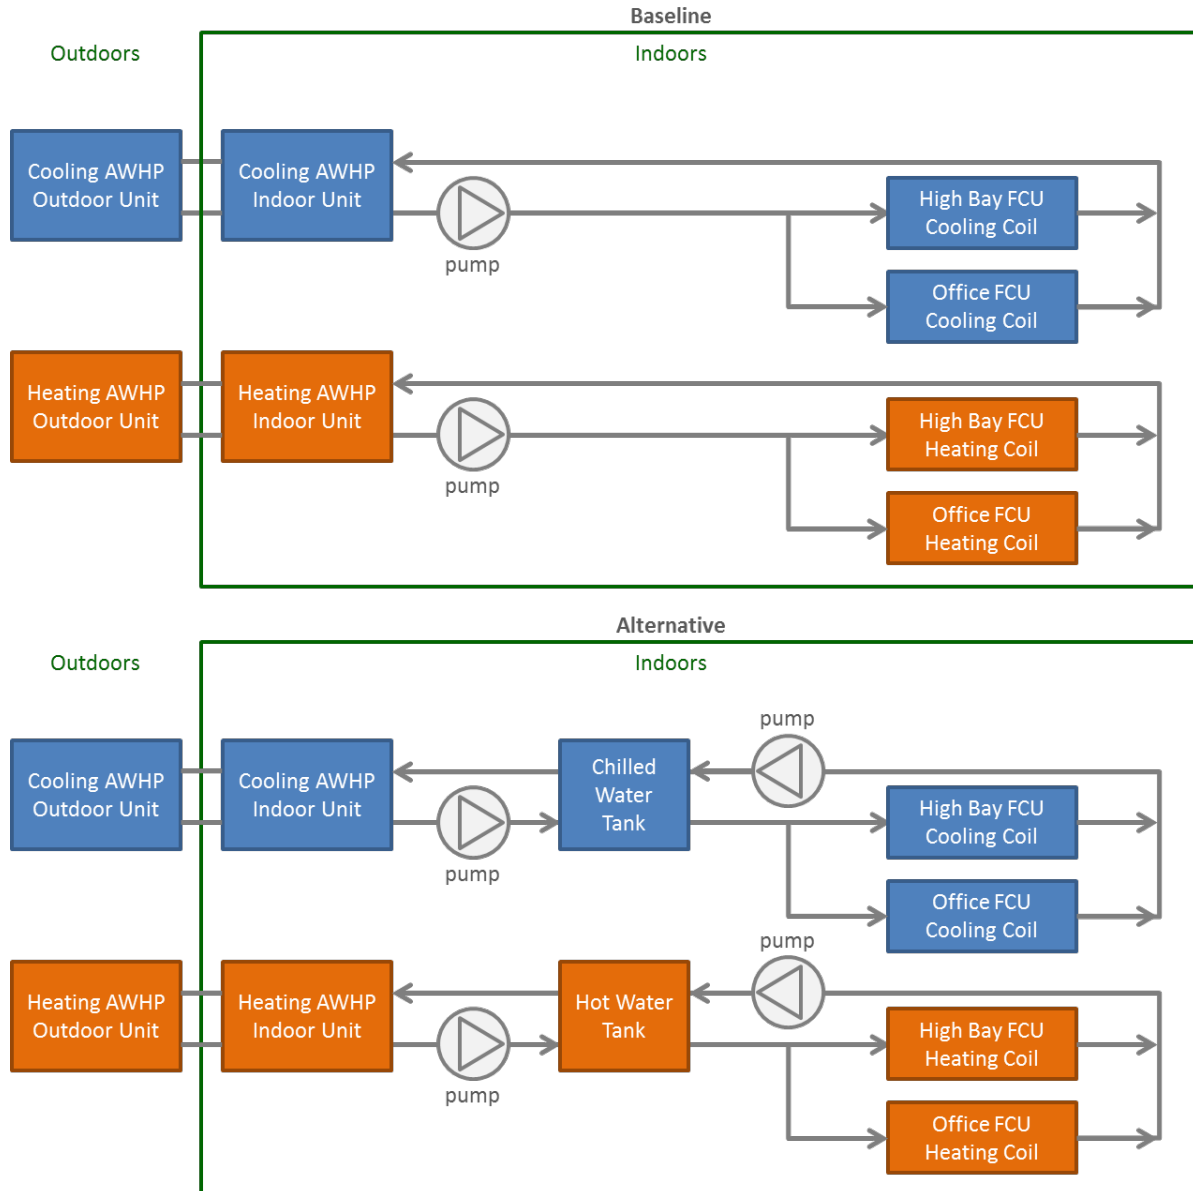 Baseline
Outdoors
Indoors
Cooling AWHP
Outdoor Unit
Cooling AWHP
Indoor Unit
pump
High Bay FCU
Cooling Coil
Office FCU
Cooling Coil
Heating AWHP
Outdoor Unit
Heating AWHP
Indoor Unit
pump
High Bay FCU
Heating Coil
Office FCU
Heating Coil
Alternative
Outdoors
Indoors
Cooling AWHP
Outdoor Unit
Cooling AWHP
Indoor Unit
pump
Chilled
Water
Tank
pump
High Bay FCU
Cooling Coil
Office FCU
Cooling Coil
Heating AWHP
Outdoor Unit
Heating AWHP
Indoor Unit
pump
Hot Water
Tank
pump
High Bay FCU
Heating Coil
Office FCU
Heating Coil